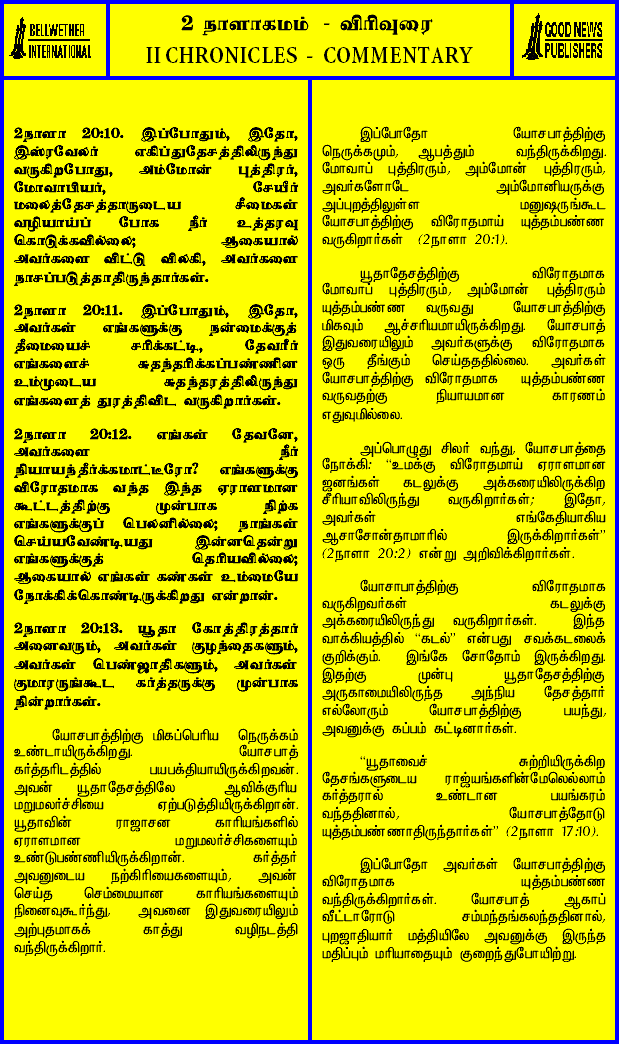 BELLWETHER
INTERNATIONAL
2 நாளாகமம் - விரிவுரை
II CHRONICLES - COMMENTARY
GOOD NEWS
PUBLISHERS
2நாளா 20:10. இப்போதும், இதோ,
இஸ்ரவேலர் எகிப்துதேசத்திலிருந்து
வருகிறபோது, அம்மோன் புத்திரர்,
மோவாபியர், சேயீர்
மலைத்தேசத்தாருடைய சீமைகள்
வழியாய்ப் போக நீர் உத்தரவு
கொடுக்கவில்லை; ஆகையால்
அவர்களை விட்டு விலகி, அவர்களை
நாசப்படுத்தாதிருந்தார்கள்.
2நாளா 20:11. இப்போதும், இதோ,
அவர்கள் எங்களுக்கு நன்மைக்குத்
தீமையைச் சரிக்கட்டி, தேவரீர்
எங்களைச் சுதந்தரிக்கப்பண்ணின
உம்முடைய சுதந்தரத்திலிருந்து
எங்களைத் துரத்திவிட வருகிறார்கள்.
2நாளா 20:12. எங்கள் தேவனே,
அவர்களை நீர்
நியாயந்தீர்க்கமாட்டீரோ? எங்களுக்கு
விரோதமாக வந்த இந்த ஏராளமான
கூட்டத்திற்கு முன்பாக நிற்க
எங்களுக்குப் பெலனில்லை; நாங்கள்
செய்யவேண்டியது இன்னதென்று
எங்களுக்குத் தெரியவில்லை;
ஆகையால் எங்கள் கண்கள் உம்மையே
நோக்கிக்கொண்டிருக்கிறது என்றான்.
2நாளா 20:13. யூதா கோத்திரத்தார்
அனைவரும், அவர்கள் குழந்தைகளும்,
அவர்கள் பெண்ஜாதிகளும், அவர்கள்
குமாரருங்கூட கர்த்தருக்கு முன்பாக
நின்றார்கள்.
யோசபாத்திற்கு மிகப்பெரிய நெருக்கம்
உண்டாயிருக்கிறது. யோசபாத்
கர்த்தரிடத்தில் பயபக்தியாயிருக்கிறவன்.
அவன் யூதாதேசத்திலே ஆவிக்குரிய
மறுமலர்ச்சியை ஏற்படுத்தியிருக்கிறான்.
யூதாவின் ராஜாசன காரியங்களில்
ஏராளமான மறுமலர்ச்சிகளையும்
உண்டுபண்ணியிருக்கிறான். கர்த்தர்
அவனுடைய நற்கிரியைகளையும், அவன்
செய்த செம்மையான காரியங்களையும்
நினைவுகூர்ந்து, அவனை இதுவரையிலும்
அற்புதமாகக் காத்து வழிநடத்தி
வந்திருக்கிறார்.
இப்போதோ யோசபாத்திற்கு
நெருக்கமும், ஆபத்தும் வந்திருக்கிறது.
மோவாப் புத்திரரும், அம்மோன் புத்திரரும்,
அவர்களோடே அம்மோனியருக்கு
அப்புறத்திலுள்ள மனுஷருங்கூட
யோசபாத்திற்கு விரோதமாய் யுத்தம்பண்ண
வருகிறார்கள் (2நாளா 20:1).
யூதாதேசத்திற்கு விரோதமாக
மோவாப் புத்திரரும், அம்மோன் புத்திரரும்
யுத்தம்பண்ண வருவது யோசபாத்திற்கு
மிகவும் ஆச்சரியமாயிருக்கிறது. யோசபாத்
இதுவரையிலும் அவர்களுக்கு விரோதமாக
ஒரு தீங்கும் செய்தததில்லை. அவர்கள்
யோசபாத்திற்கு விரோதமாக யுத்தம்பண்ண
வருவதற்கு நியாயமான காரணம்
எதுவுமில்லை.
அப்பொழுது சிலர் வந்து, யோசபாத்தை
நோக்கி: "உமக்கு விரோதமாய் ஏராளமான
ஜனங்கள் கடலுக்கு அக்கரையிலிருக்கிற
சீரியாவிலிருந்து வருகிறார்கள்; இதோ,
அவர்கள் எங்கேதியாகிய
ஆசாசோன்தாமாரில் இருக்கிறார்கள்"
(2நாளா 20:2) என்று அறிவிக்கிறார்கள்.
யோசாபாத்திற்கு விரோதமாக
வருகிறவர்கள் கடலுக்கு
அக்கரையிலிருந்து வருகிறார்கள். இந்த
வாக்கியத்தில் "கடல்" என்பது சவக்கடலைக்
குறிக்கும். இங்கே சோதோம் இருக்கிறது.
இதற்கு முன்பு யூதாதேசத்திற்கு
அருகாமையிலிருந்த அந்நிய தேசத்தார்
எல்லோரும் யோசபாத்திற்கு பயந்து,
அவனுக்கு கப்பம் கட்டினார்கள்.
"யூதாவைச் சுற்றியிருக்கிற
தேசங்களுடைய ராஜ்யங்களின்மேலெல்லாம்
கர்த்தரால் உண்டான பயங்கரம்
வந்ததினால், யோசபாத்தோடு
யுத்தம்பண்ணாதிருந்தார்கள்" (2நாளா 17:10).
இப்போதோ அவர்கள் யோசபாத்திற்கு
விரோதமாக யுத்தம்பண்ண
வந்திருக்கிறார்கள். யோசபாத் ஆகாப்
வீட்டாரோடு சம்மந்தங்கலந்ததினால்,
புறஜாதியார் மத்தியிலே அவனுக்கு இருந்த
மதிப்பும் மரியாதையும் குறைந்துபோயிற்று.